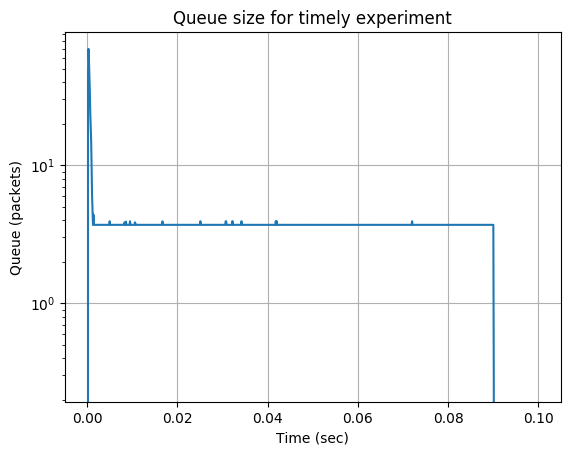 Queue size for timely experiment
Queue (packets)
10¹
10⁰
0.00 0.02 0.04 0.06 0.08 0.10
Time (sec)